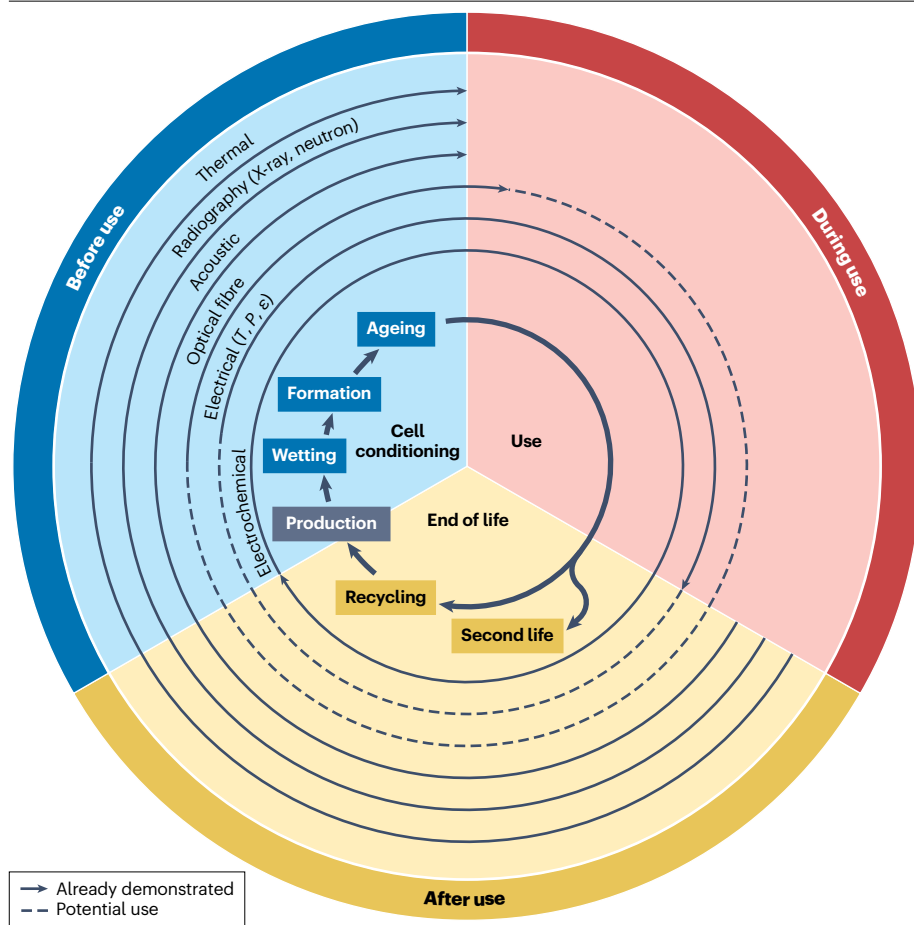 Before use
During use
After use
Thermal
Radiography (X-ray, neutron)
Acoustic
Optical fibre
Electrical (T, P, ε)
Electrochemical
Ageing
Formation
Wetting
Production
Cell
conditioning
Use
End of life
Recycling
Second life
Already demonstrated
Potential use